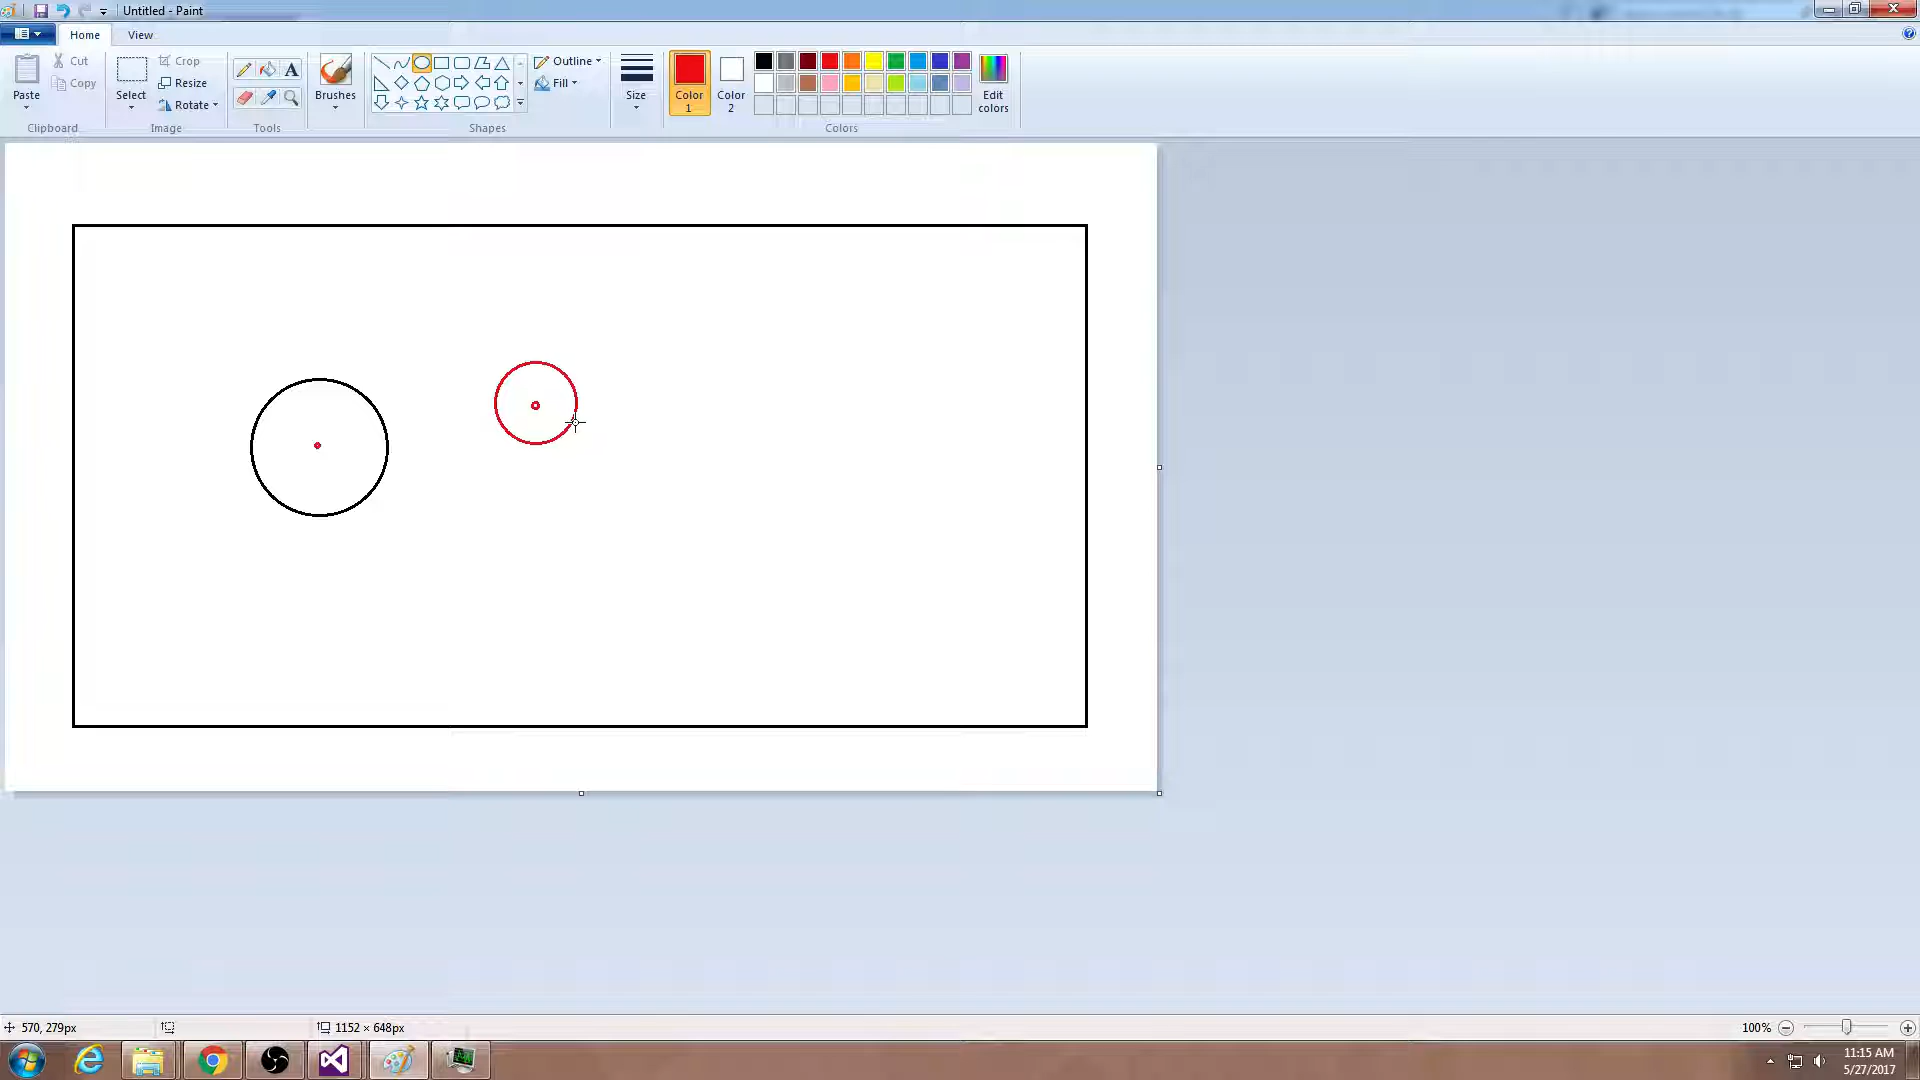 Untitled - Paint
Home View
Cut
Copy
Paste
Clipboard
Select
Crop
Resize
Rotate
Image
A
Tools
Brushes
Shapes
Outline
Fill
Size
Color 1
Color 2
Edit colors
Colors
570, 279px
1152 × 648px
100%
11:15 AM
5/27/2017